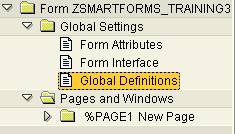 Form ZSMARTFORMS_TRAINING3
Global Settings
Form Attributes
Form Interface
Global Definitions
Pages and Windows
%PAGE1 New Page